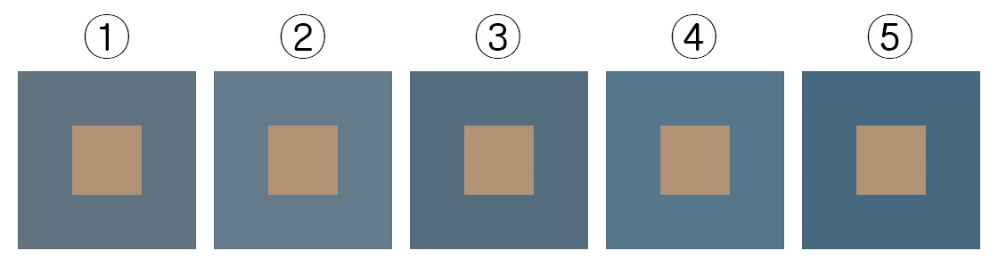 ① ② ③ ④ ⑤